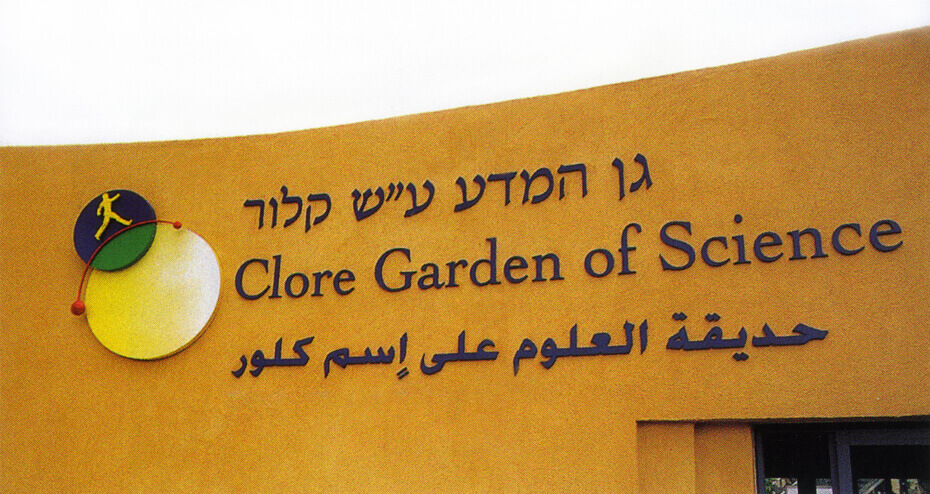 גן המדע ע״ש קלור
Clore Garden of Science
حديقة العلوم على إسم كلور